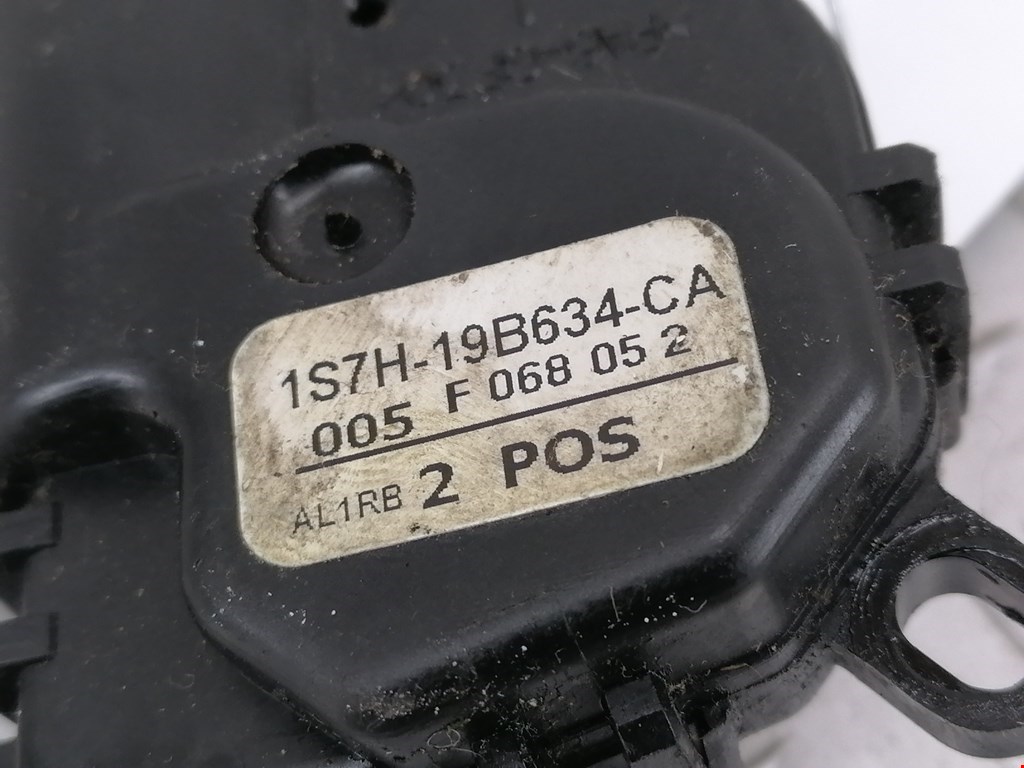 1S7H-19B634-CA
005 F 068 05 2
AL1RB 2 POS